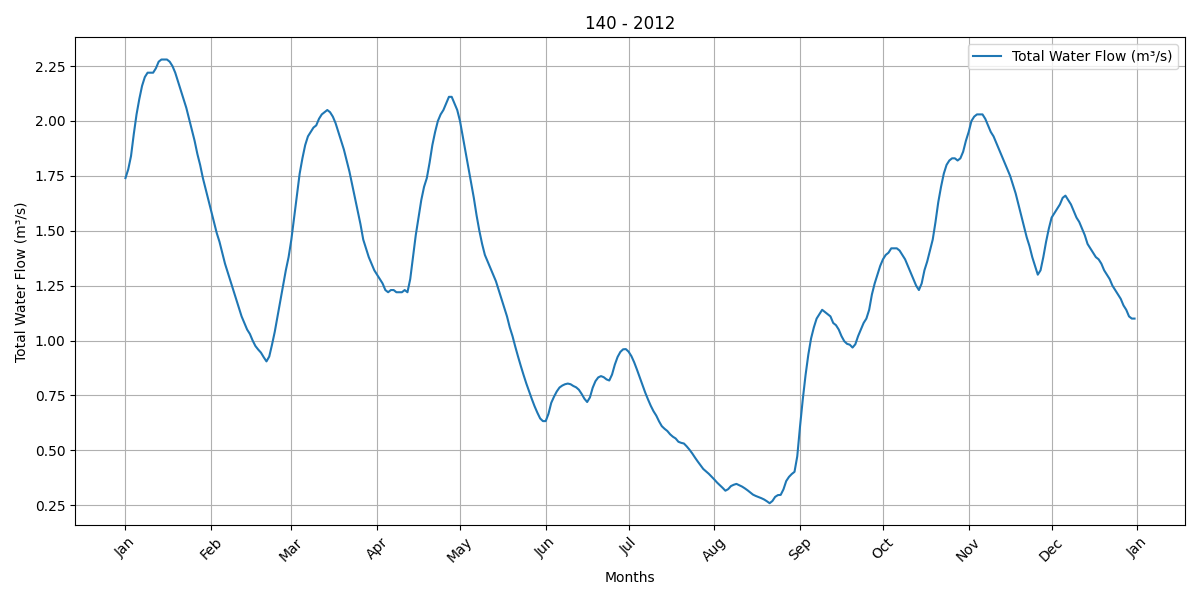 140 - 2012
Total Water Flow (m³/s)
Total Water Flow (m³/s)
2.25
2.00
1.75
1.50
1.25
1.00
0.75
0.50
0.25
Jan Feb Mar Apr May Jun Jul Aug Sep Oct Nov Dec Jan
Months